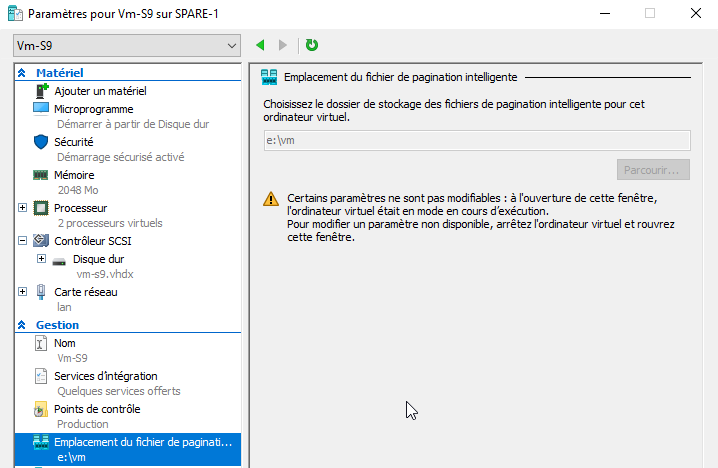 Paramètres pour Vm-S9 sur SPARE-1
Vm-S9
Matériel
Ajouter un matériel
Microprogramme
Démarrer à partir de Disque dur
Sécurité
Démarrage sécurisé activé
Mémoire
2048 Mo
Processeur
2 processeurs virtuels
Contrôleur SCSI
Disque dur
vm-s9.vhdx
Carte réseau
lan
Gestion
Nom
Vm-S9
Services d'intégration
Quelques services offerts
Points de contrôle
Production
Emplacement du fichier de paginati...
e:\vm
Emplacement du fichier de pagination intelligente
Choisissez le dossier de stockage des fichiers de pagination intelligente pour cet
ordinateur virtuel.
e:\vm
Parcourir...
Certains paramètres ne sont pas modifiables : à l'ouverture de cette fenêtre,
l'ordinateur virtuel était en mode en cours d'exécution.
Pour modifier un paramètre non disponible, arrêtez l'ordinateur virtuel et rouvrez
cette fenêtre.